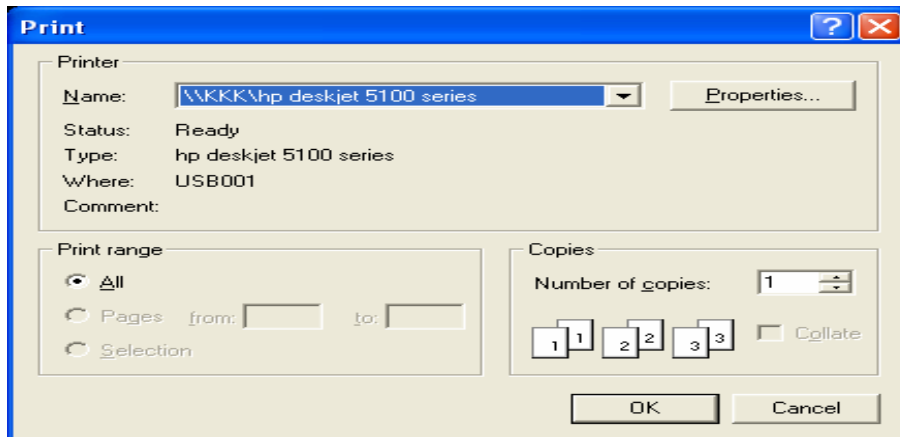 Print
Printer
Name: \\KKK\hp deskjet 5100 series Properties...
Status: Ready
Type: hp deskjet 5100 series
Where: USB001
Comment:
Print range
All
Pages from: to:
Selection
Copies
Number of copies: 1
1 1 2 2 3 3 Collate
OK Cancel